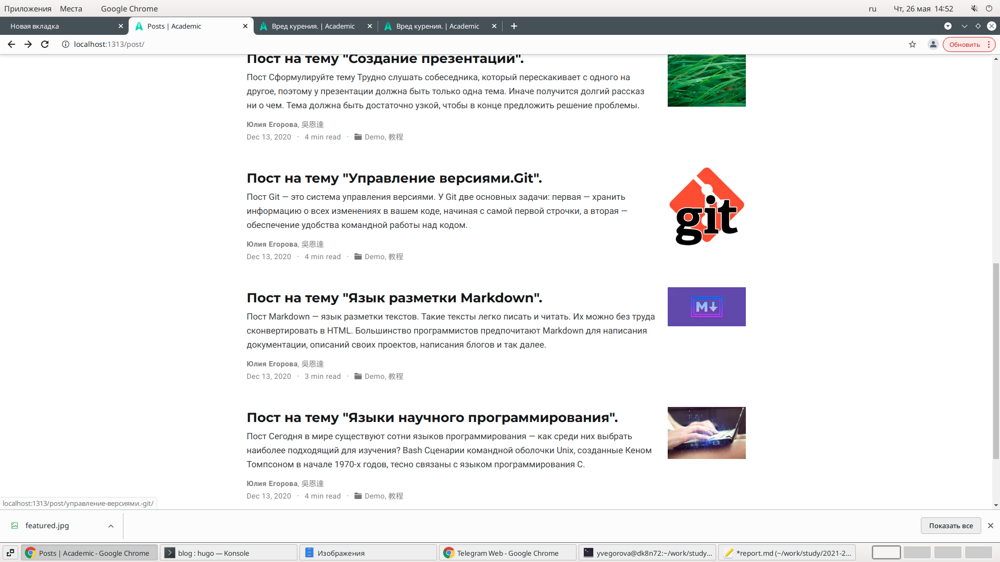 Приложения Места Google Chrome ru Чт, 26 мая 14:52
Новая вкладка Posts | Academic Вред курения. | Academic Вред курения. | Academic
localhost:1313/post/ Обновить
Пост на тему "Создание презентаций".
Пост Сформулируйте тему Трудно слушать собеседника, который перескакивает с одного на
другое, поэтому у презентации должна быть только одна тема. Иначе получится долгий рассказ
ни о чем. Тема должна быть достаточно узкой, чтобы в конце предложить решение проблемы.
Юлия Егорова, 吳恩達
Dec 13, 2020 · 4 min read · Demo, 教程
Пост на тему "Управление версиями.Git".
Пост Git — это система управления версиями. У Git две основных задачи: первая — хранить
информацию о всех изменениях в вашем коде, начиная с самой первой строчки, а вторая —
обеспечение удобства командной работы над кодом.
git
Юлия Егорова, 吳恩達
Dec 13, 2020 · 4 min read · Demo, 教程
Пост на тему "Язык разметки Markdown".
Пост Markdown — язык разметки текстов. Такие тексты легко писать и читать. Их можно без труда
сконвертировать в HTML. Большинство программистов предпочитают Markdown для написания
документации, описаний своих проектов, написания блогов и так далее.
M↓
Юлия Егорова, 吳恩達
Dec 13, 2020 · 3 min read · Demo, 教程
Пост на тему "Языки научного программирования".
Пост Сегодня в мире существуют сотни языков программирования — как среди них выбрать
наиболее подходящий для изучения? Bash Сценарии командной оболочки Unix, созданные Кеном
Томпсоном в начале 1970-х годов, тесно связаны с языком программирования C.
Юлия Егорова, 吳恩達
Dec 13, 2020 · 4 min read · Demo, 教程
localhost:1313/post/управление-версиями.-git/
featured.jpg Показать все
Posts | Academic - Google Chrome blog : hugo — Konsole Изображения Telegram Web - Google Chrome yvegorova@dk8n72:~/work/study... *report.md (~/work/study/2021-2...